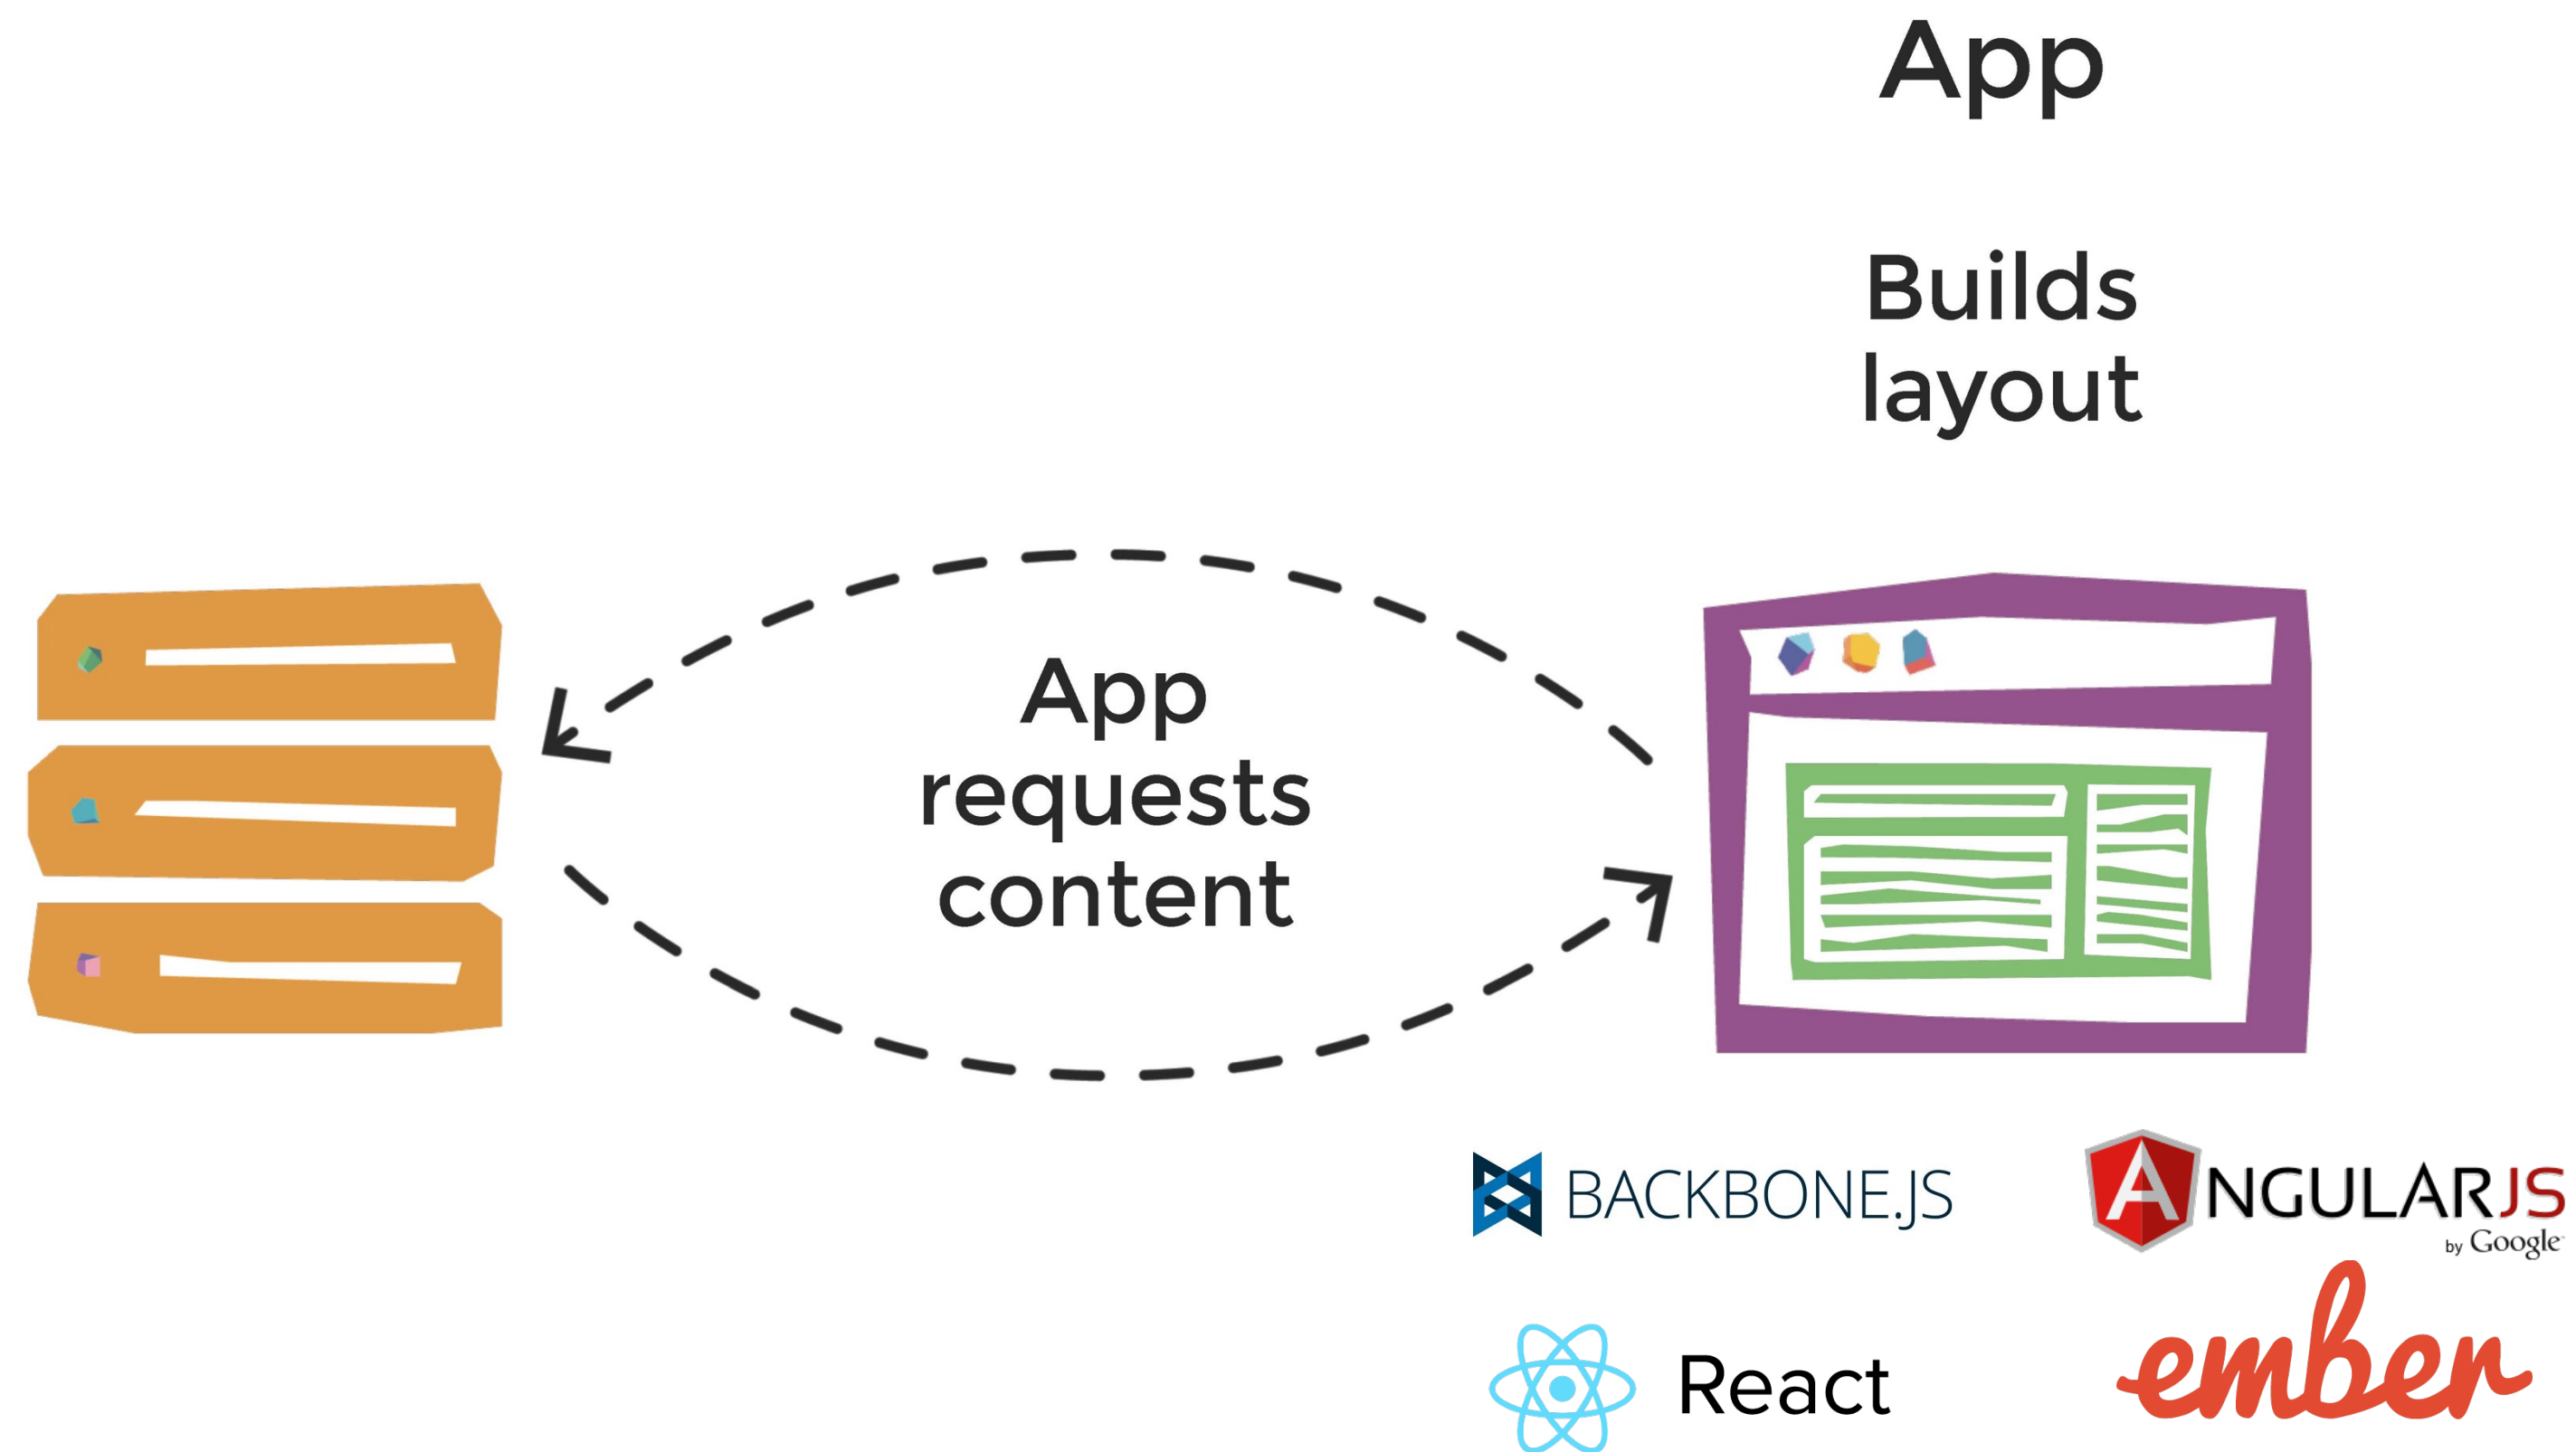 App
Builds
layout
App
requests
content
BACKBONE.JS
ANGULARJS
by Google
React
ember